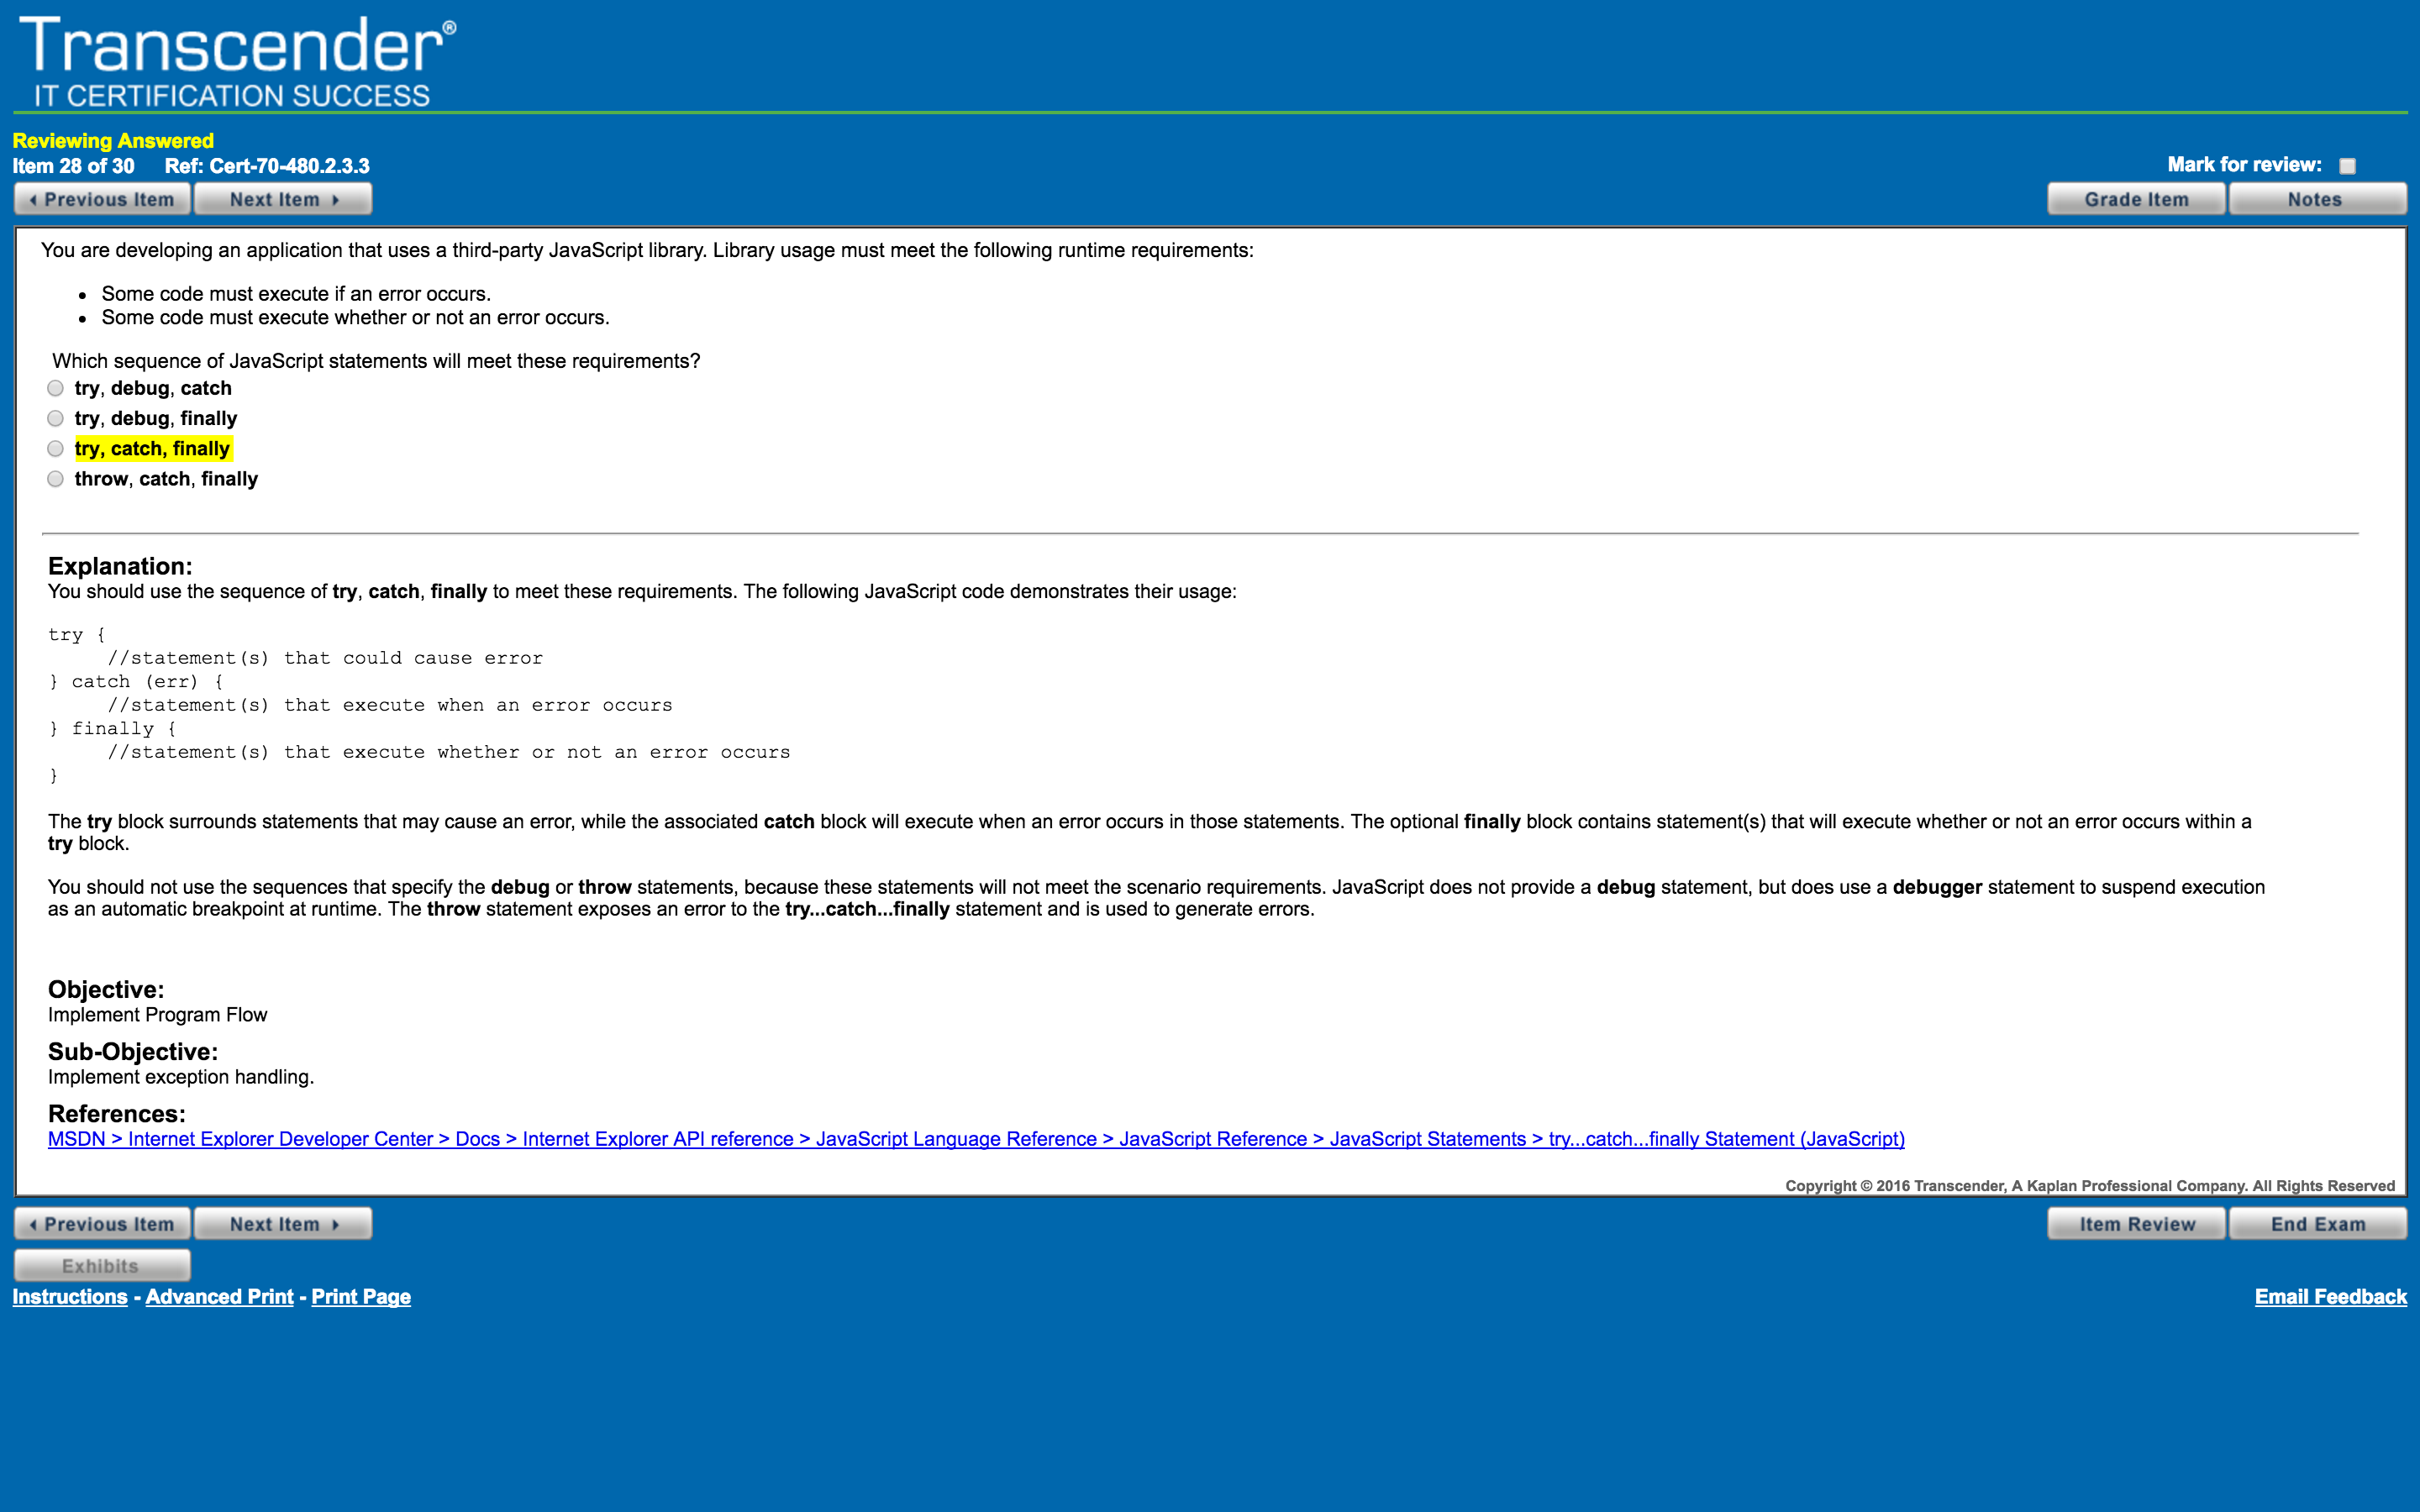 Transcender®
IT CERTIFICATION SUCCESS
Reviewing Answered
Item 28 of 30 Ref: Cert-70-480.2.3.3
Mark for review:
Previous Item Next Item Grade Item Notes
You are developing an application that uses a third-party JavaScript library. Library usage must meet the following runtime requirements:
• Some code must execute if an error occurs.
• Some code must execute whether or not an error occurs.
Which sequence of JavaScript statements will meet these requirements?
try, debug, catch
try, debug, finally
try, catch, finally
throw, catch, finally
Explanation:
You should use the sequence of try, catch, finally to meet these requirements. The following JavaScript code demonstrates their usage:
try {
//statement(s) that could cause error
} catch (err) {
//statement(s) that execute when an error occurs
} finally {
//statement(s) that execute whether or not an error occurs
}
The try block surrounds statements that may cause an error, while the associated catch block will execute when an error occurs in those statements. The optional finally block contains statement(s) that will execute whether or not an error occurs within a
try block.
You should not use the sequences that specify the debug or throw statements, because these statements will not meet the scenario requirements. JavaScript does not provide a debug statement, but does use a debugger statement to suspend execution
as an automatic breakpoint at runtime. The throw statement exposes an error to the try...catch...finally statement and is used to generate errors.
Objective:
Implement Program Flow
Sub-Objective:
Implement exception handling.
References:
MSDN > Internet Explorer Developer Center > Docs > Internet Explorer API reference > JavaScript Language Reference > JavaScript Reference > JavaScript Statements > try...catch...finally Statement (JavaScript)
Copyright © 2016 Transcender, A Kaplan Professional Company. All Rights Reserved
Previous Item Next Item Item Review End Exam
Exhibits
Instructions - Advanced Print - Print Page Email Feedback